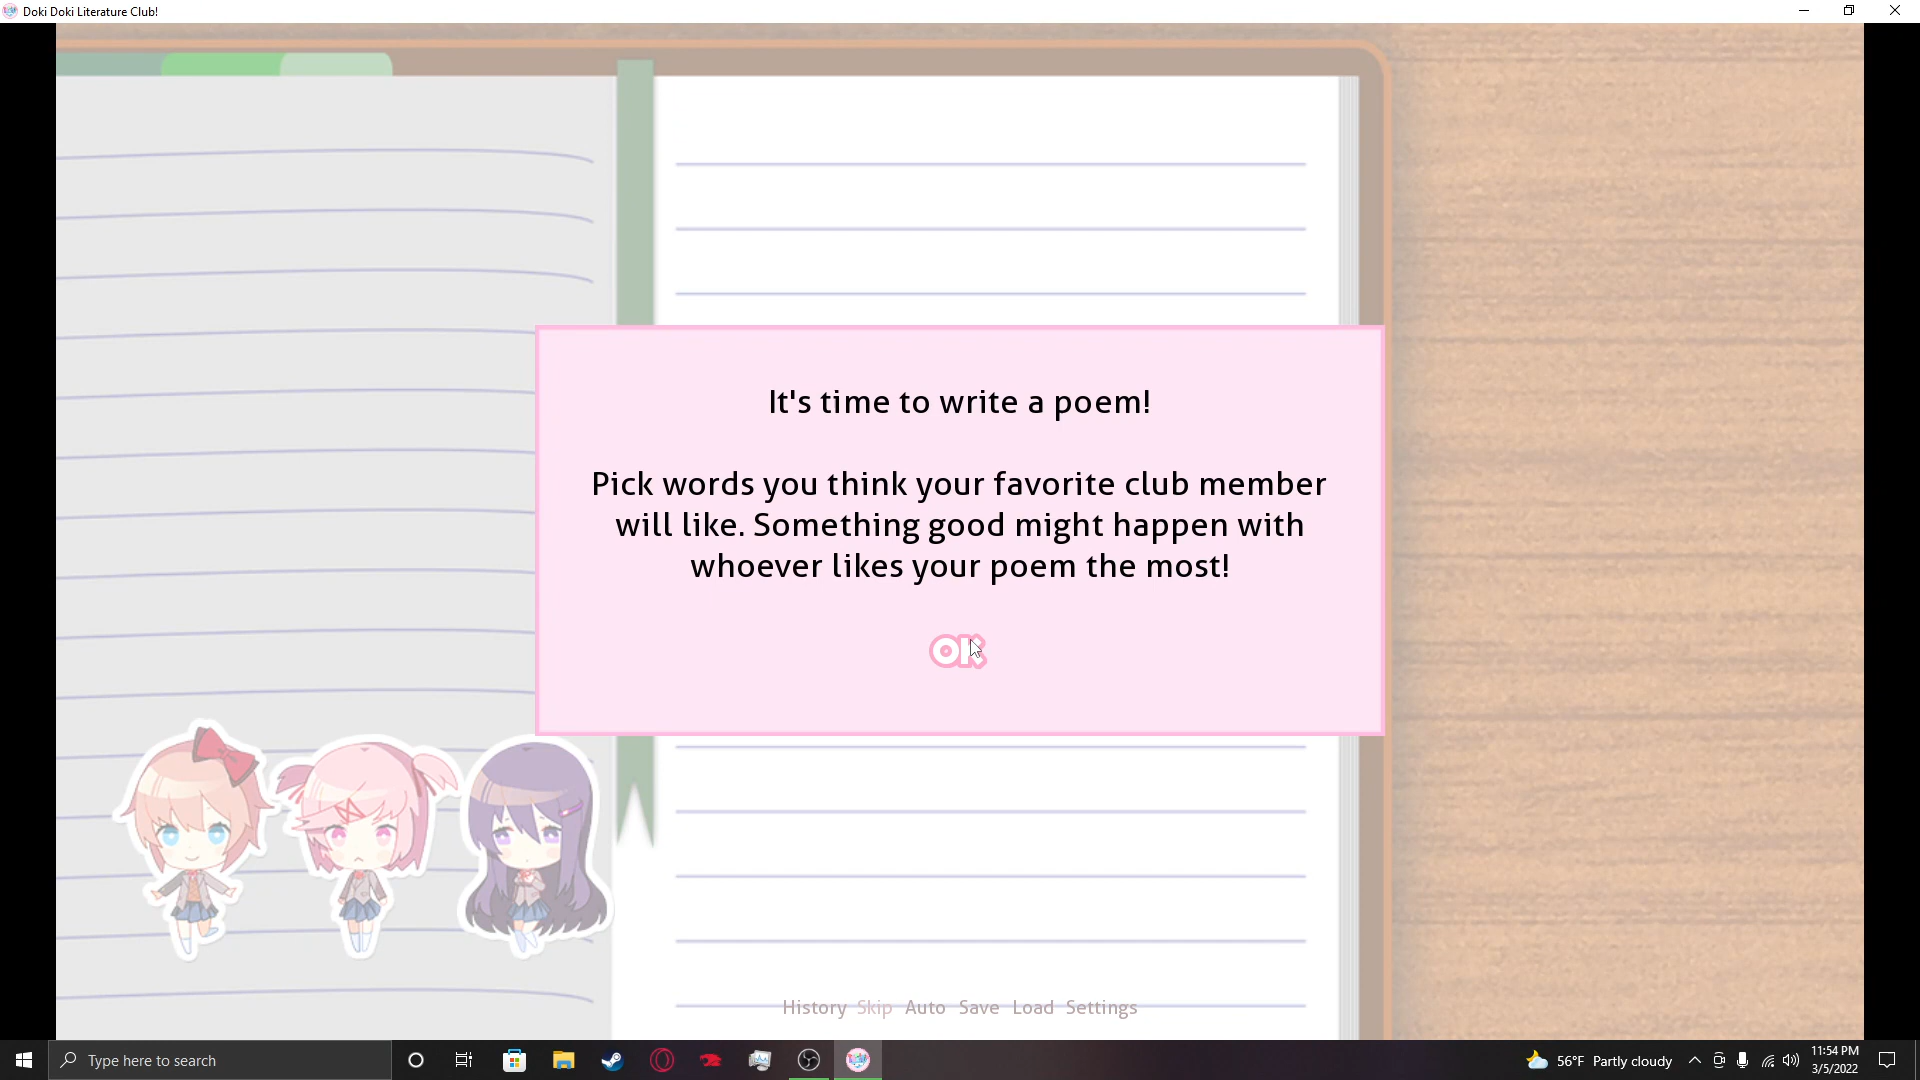 Doki Doki Literature Club!
It's time to write a poem!
Pick words you think your favorite club member
will like. Something good might happen with
whoever likes your poem the most!
OK
History Skip Auto Save Load Settings
Type here to search
56°F Partly cloudy
11:54 PM
3/5/2022